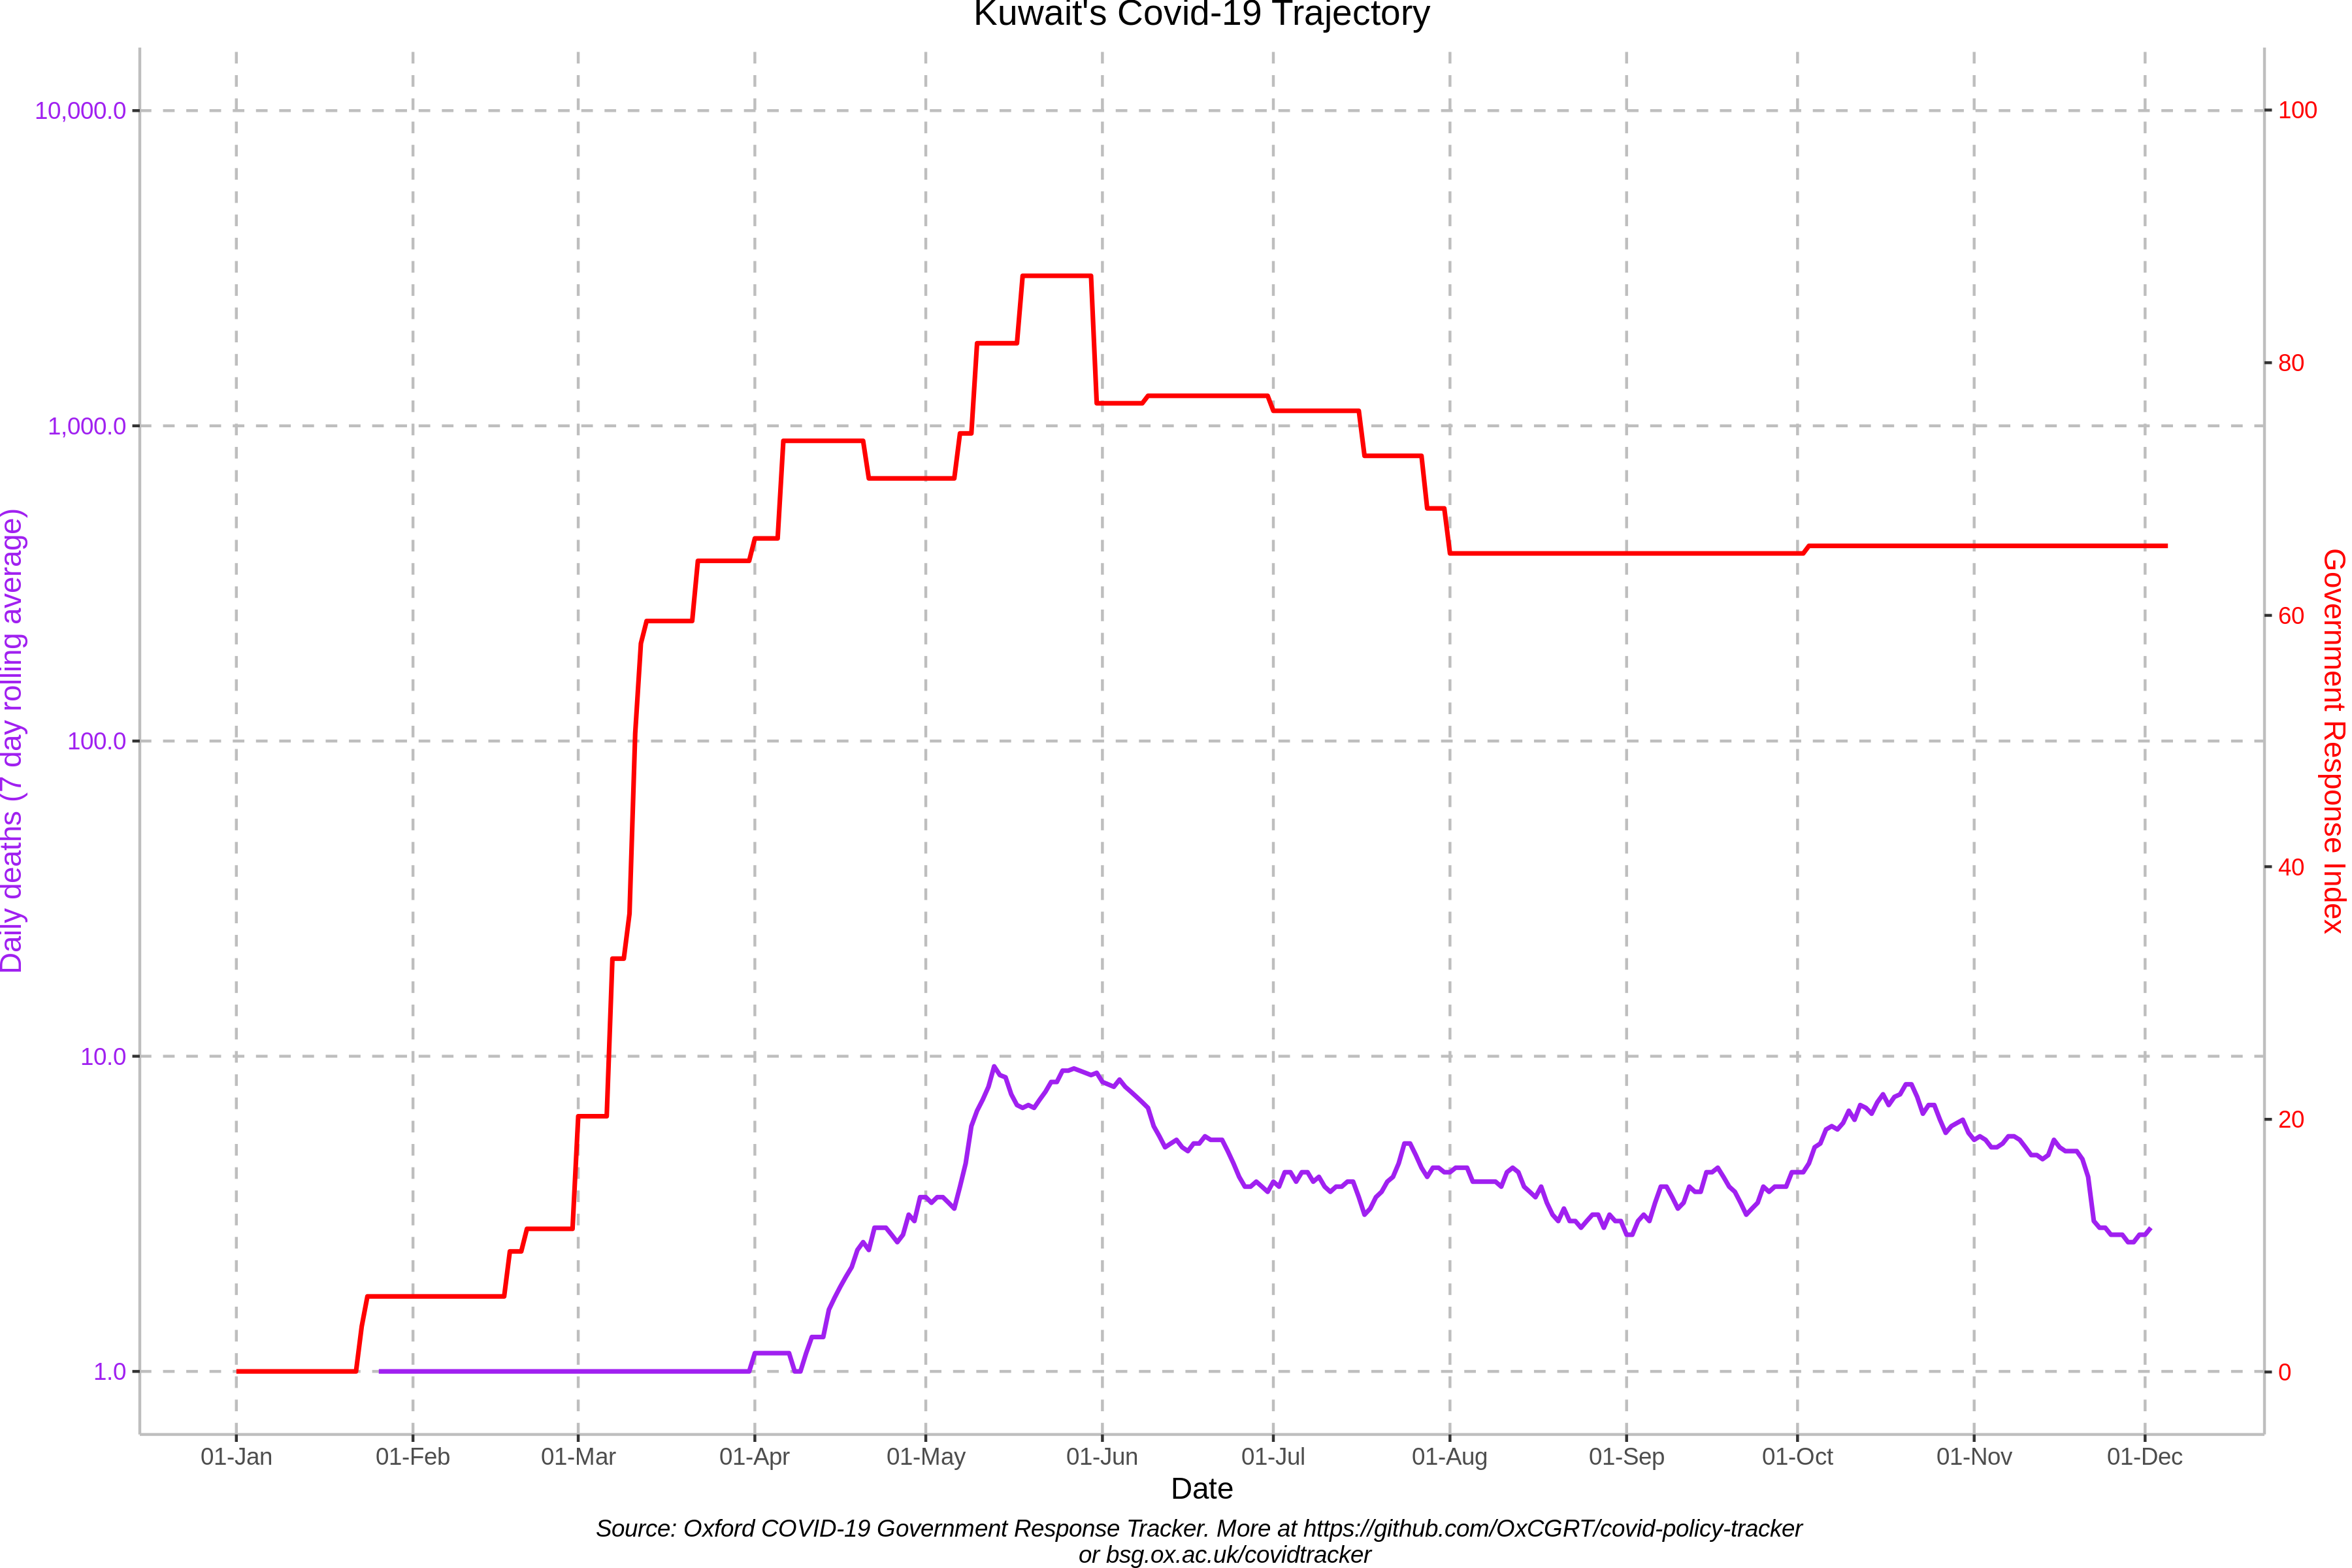 Kuwait's Covid-19 Trajectory
10,000.0
1,000.0
100.0
10.0
1.0
Daily deaths (7 day rolling average)
100
80
60
40
20
0
Government Response Index
01-Jan 01-Feb 01-Mar 01-Apr 01-May 01-Jun 01-Jul 01-Aug 01-Sep 01-Oct 01-Nov 01-Dec
Date
Source: Oxford COVID-19 Government Response Tracker. More at https://github.com/OxCGRT/covid-policy-tracker
or bsg.ox.ac.uk/covidtracker